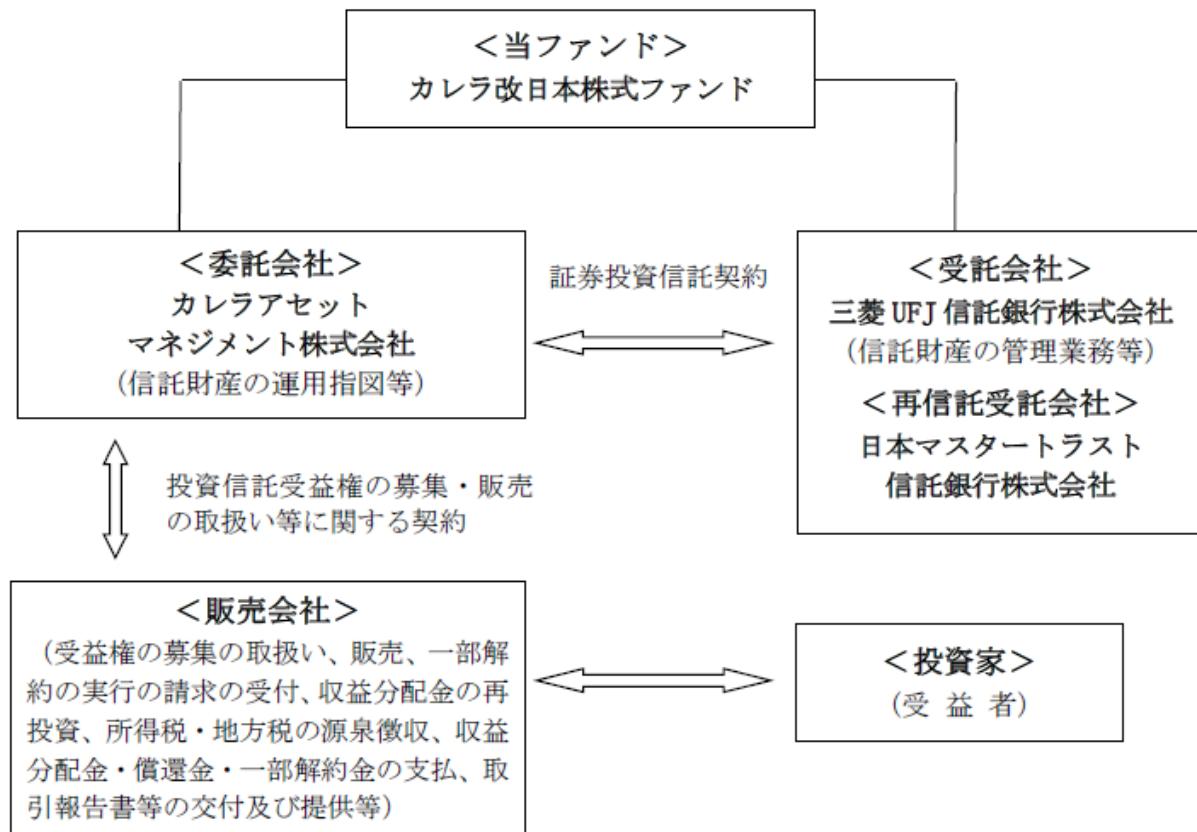 ＜当ファンド＞
カレラ改日本株式ファンド
＜委託会社＞
カレラアセット
マネジメント株式会社
（信託財産の運用指図等）
証券投資信託契約
＜受託会社＞
三菱 UFJ 信託銀行株式会社
（信託財産の管理業務等）
＜再信託受託会社＞
日本マスタートラスト
信託銀行株式会社
投資信託受益権の募集・販売
の取扱い等に関する契約
＜販売会社＞
（受益権の募集の取扱い、販売、一部解
約の実行の請求の受付、収益分配金の再
投資、所得税・地方税の源泉徴収、収益
分配金・償還金・一部解約金の支払、取
引報告書等の交付及び提供等）
＜投資家＞
（受 益 者）